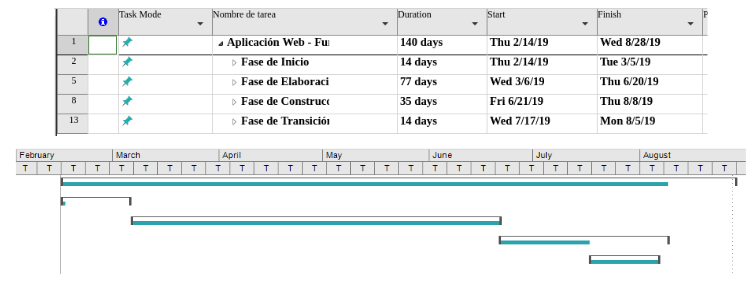 Task Mode Nombre de tarea Duration Start Finish
1 Aplicación Web - 140 days Thu 2/14/19 Wed 8/28/19
2 Fase de Inicio 14 days Thu 2/14/19 Tue 3/5/19
5 Fase de 77 days Wed 3/6/19 Thu 6/20/19
8 Fase de 35 days Fri 6/21/19 Thu 8/8/19
13 Fase de 14 days Wed 7/17/19 Mon 8/5/19
February March April May June July August
T T T T T T T T T T T T T T T T T T T T T T T T T T T T